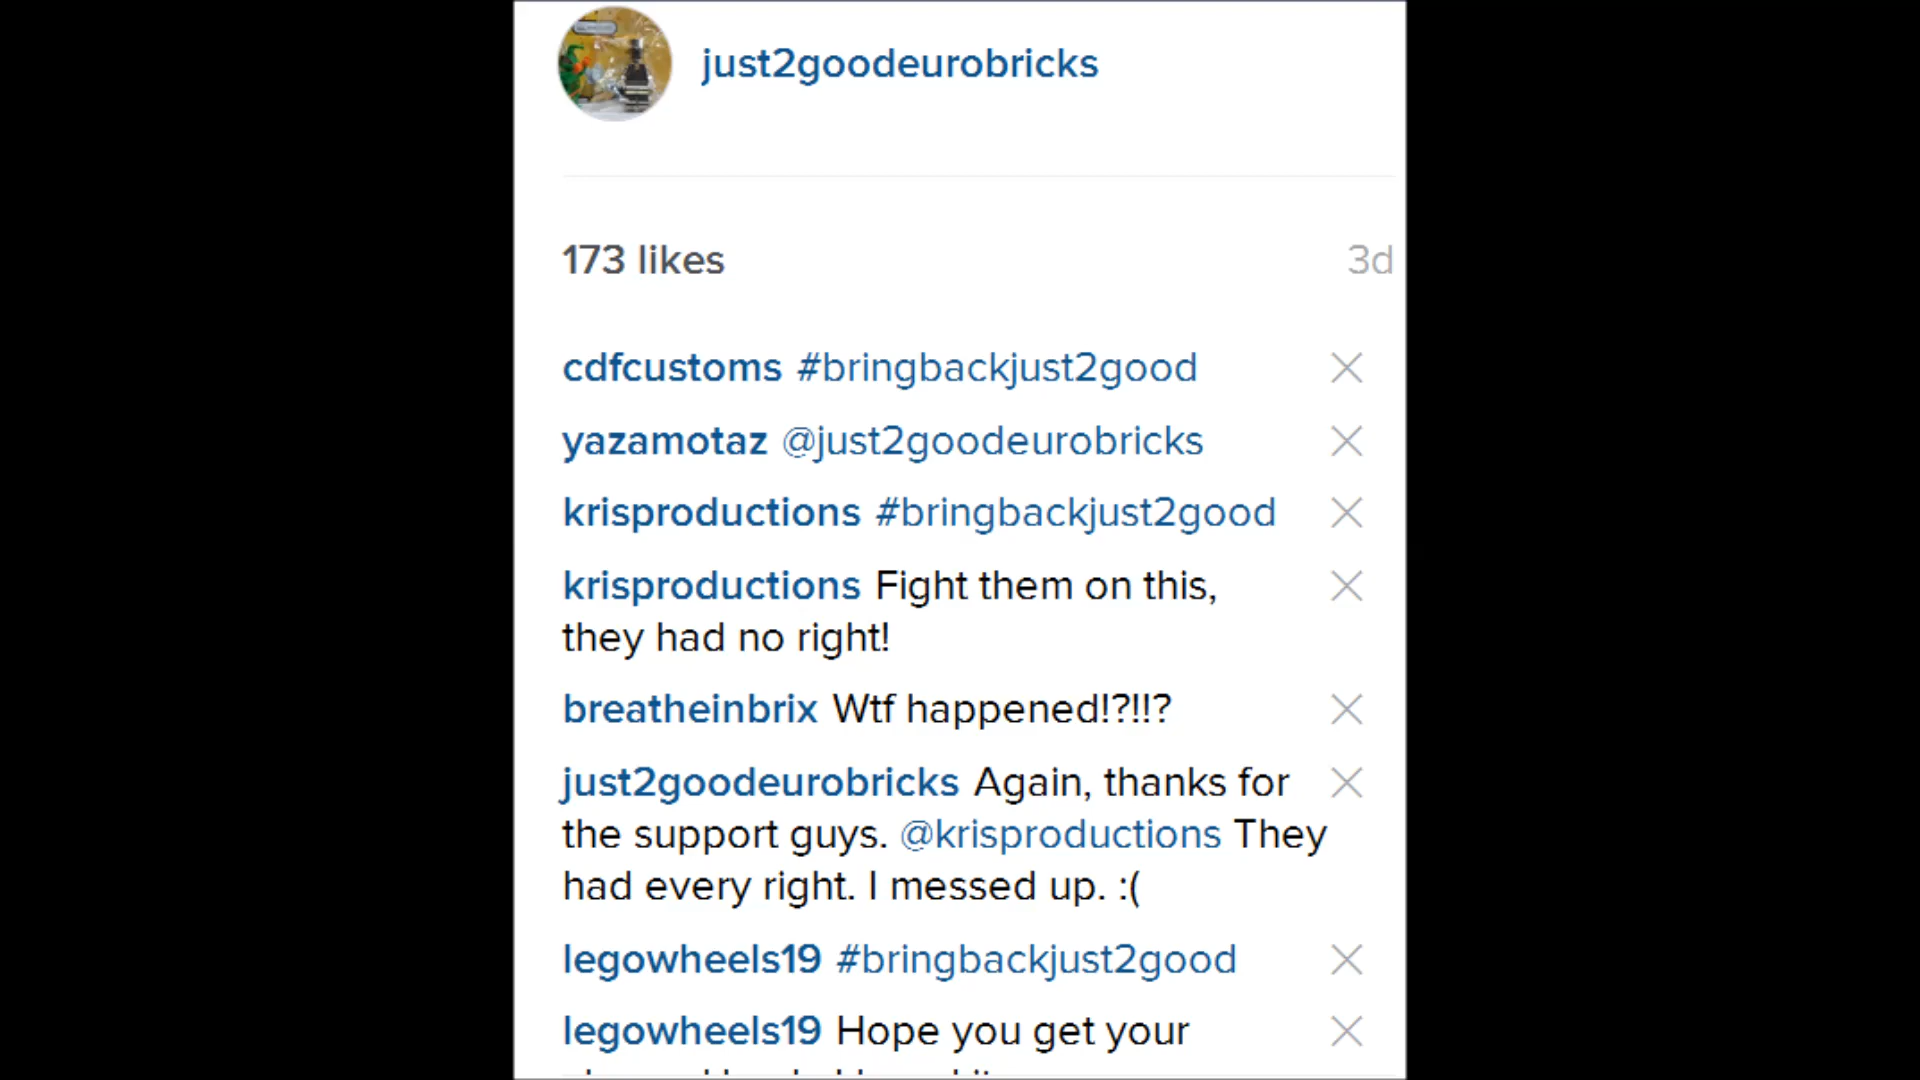 just2goodeurobricks
173 likes 3d
cdfcustoms #bringbackjust2good
yazamotaz @just2goodeurobricks
krisproductions #bringbackjust2good
krisproductions Fight them on this,
they had no right!
breatheinbrix Wtf happened!?!!?
just2goodeurobricks Again, thanks for
the support guys. @krisproductions They
had every right. I messed up. :(
legowheels19 #bringbackjust2good
legowheels19 Hope you get your